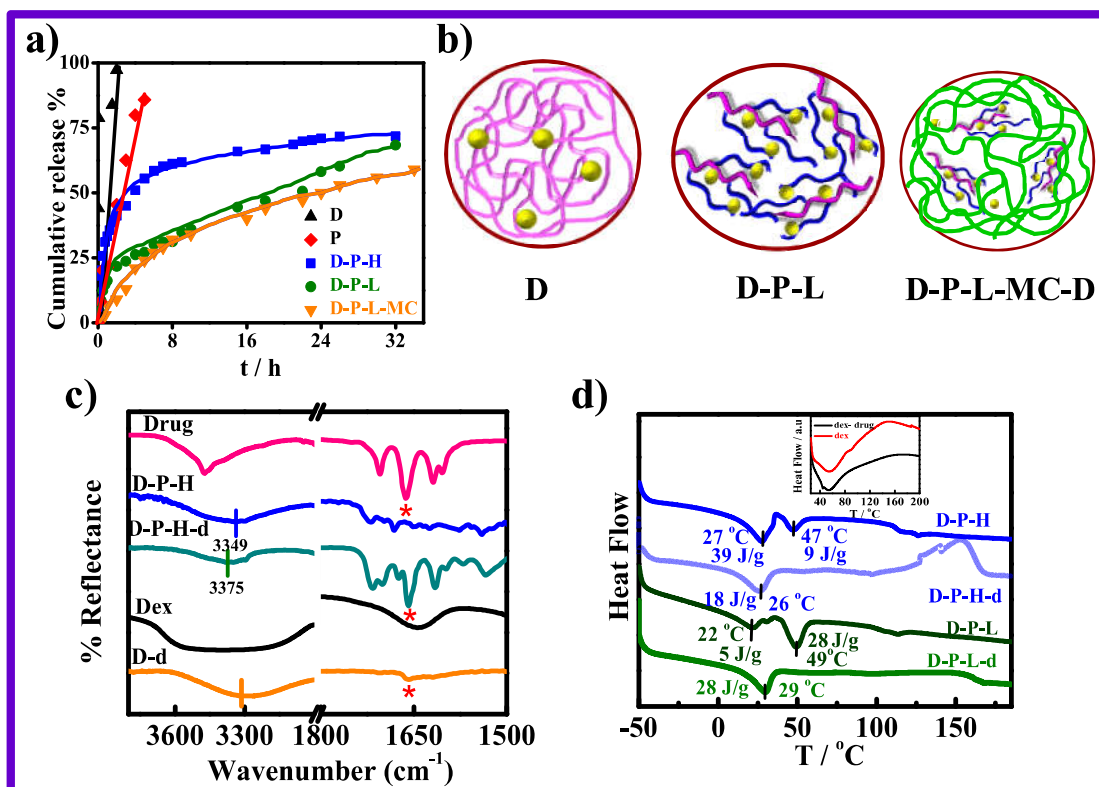 a)
100
75
50
25
0
Cumulative release %
0 8 16 24 32
t / h
D
P
D-P-H
D-P-L
D-P-L-MC
b)
D
D-P-L
D-P-L-MC-D
c)
Drug
D-P-H
*
D-P-H-d
3349
3375
Dex
*
D-d
*
% Reflectance
3600 3300 1800 1650 1500
Wavenumber (cm-1)
d)
Heat Flow / a.u
dex- drug
dex
40 80 120 160 200
T / °C
D-P-H
27 °C
39 J/g
47 °C
9 J/g
D-P-H-d
18 J/g
26 °C
D-P-L
22 °C
5 J/g
28 J/g
49°C
D-P-L-d
28 J/g
29 °C
Heat Flow
-50 0 50 100 150
T / °C